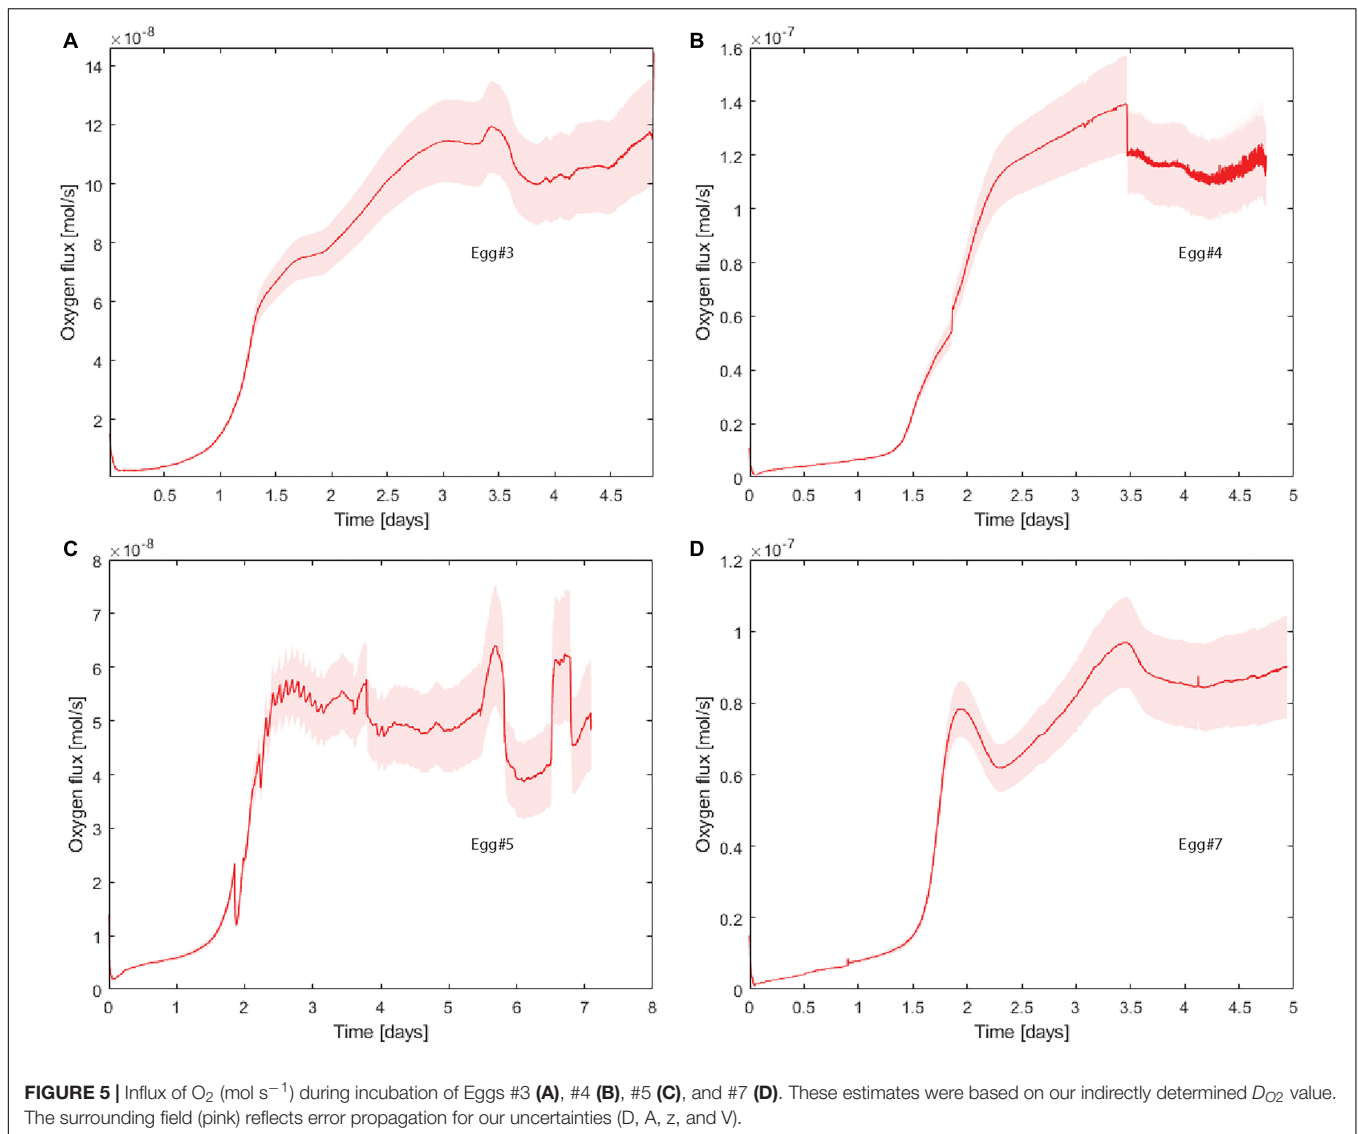 A
×10-8
14
12
10
8
6
4
2
Oxygen flux [mol/s]
Egg#3
0.5 1 1.5 2 2.5 3 3.5 4 4.5
Time [days]
B
×10-7
1.6
1.4
1.2
1
0.8
0.6
0.4
0.2
0
Oxygen flux [mol/s]
Egg#4
0 0.5 1 1.5 2 2.5 3 3.5 4 4.5 5
Time [days]
C
×10-8
8
7
6
5
4
3
2
1
0
Oxygen flux [mol/s]
Egg#5
0 1 2 3 4 5 6 7 8
Time [days]
D
×10-7
1.2
1
0.8
0.6
0.4
0.2
0
Oxygen flux [mol/s]
Egg#7
0 0.5 1 1.5 2 2.5 3 3.5 4 4.5 5
Time [days]
FIGURE 5 | Influx of O₂ (mol s⁻¹) during incubation of Eggs #3 (A), #4 (B), #5 (C), and #7 (D). These estimates were based on our indirectly determined D_O2 value.
The surrounding field (pink) reflects error propagation for our uncertainties (D, A, z, and V).